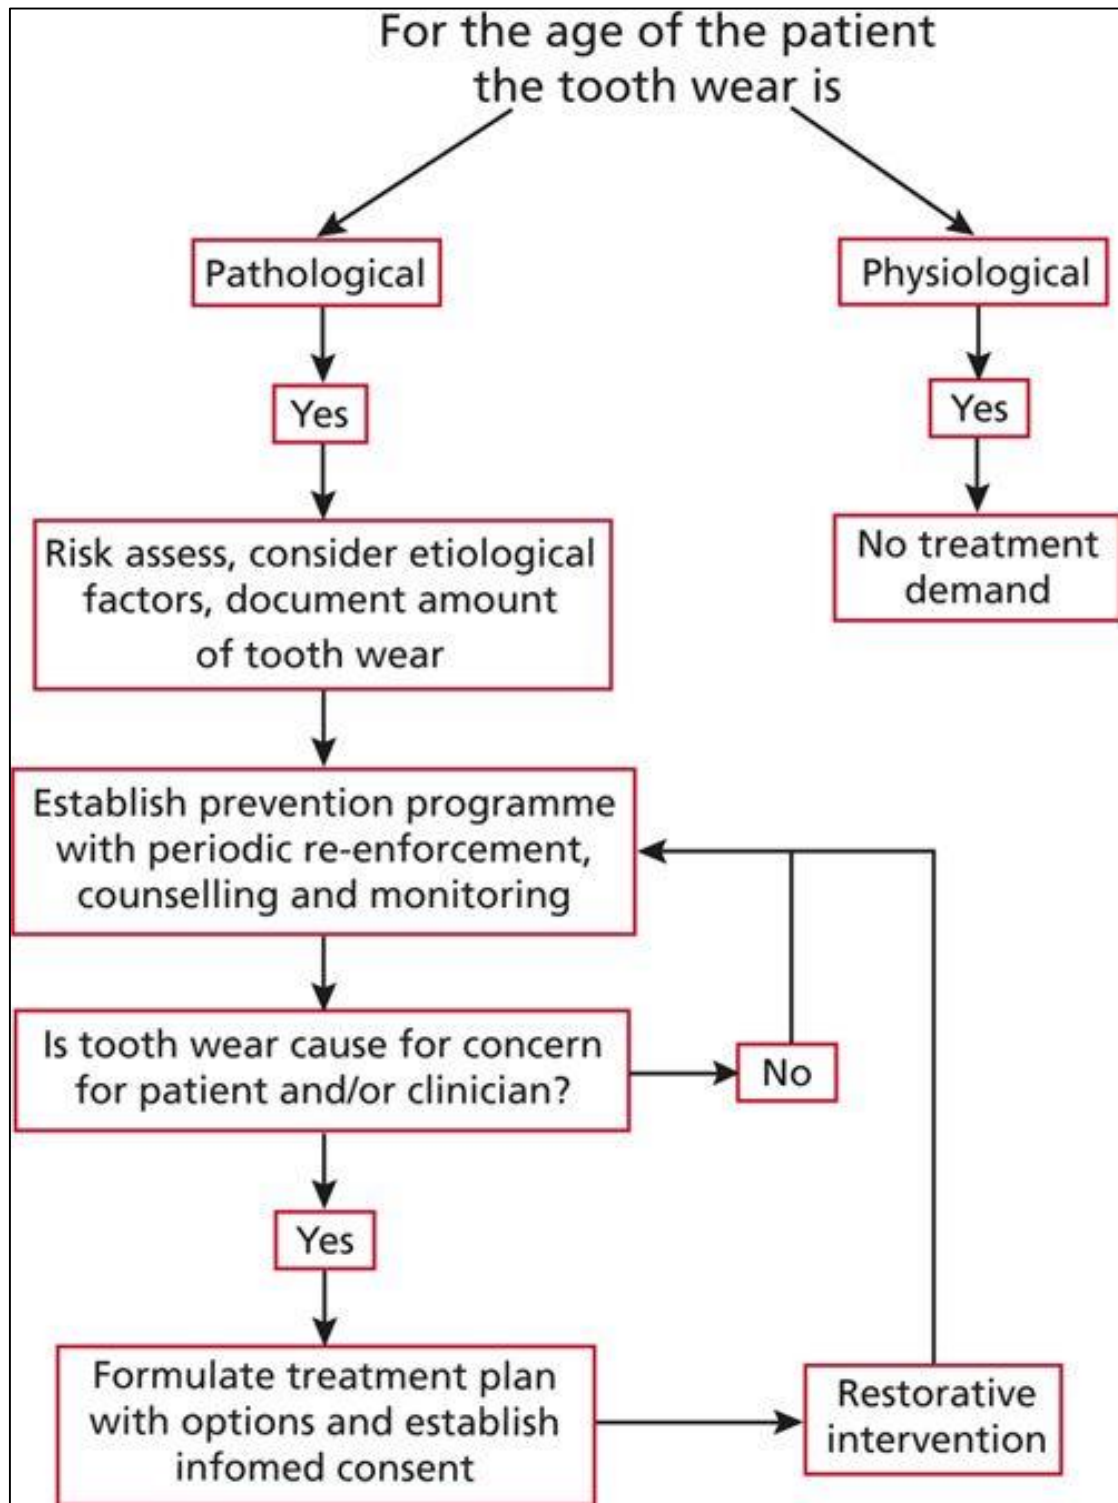 For the age of the patient
the tooth wear is
Pathological
Physiological
Yes
Yes
Risk assess, consider etiological
factors, document amount
of tooth wear
No treatment
demand
Establish prevention programme
with periodic re-enforcement,
counselling and monitoring
Is tooth wear cause for concern
for patient and/or clinician?
No
Yes
Formulate treatment plan
with options and establish
infomed consent
Restorative
intervention